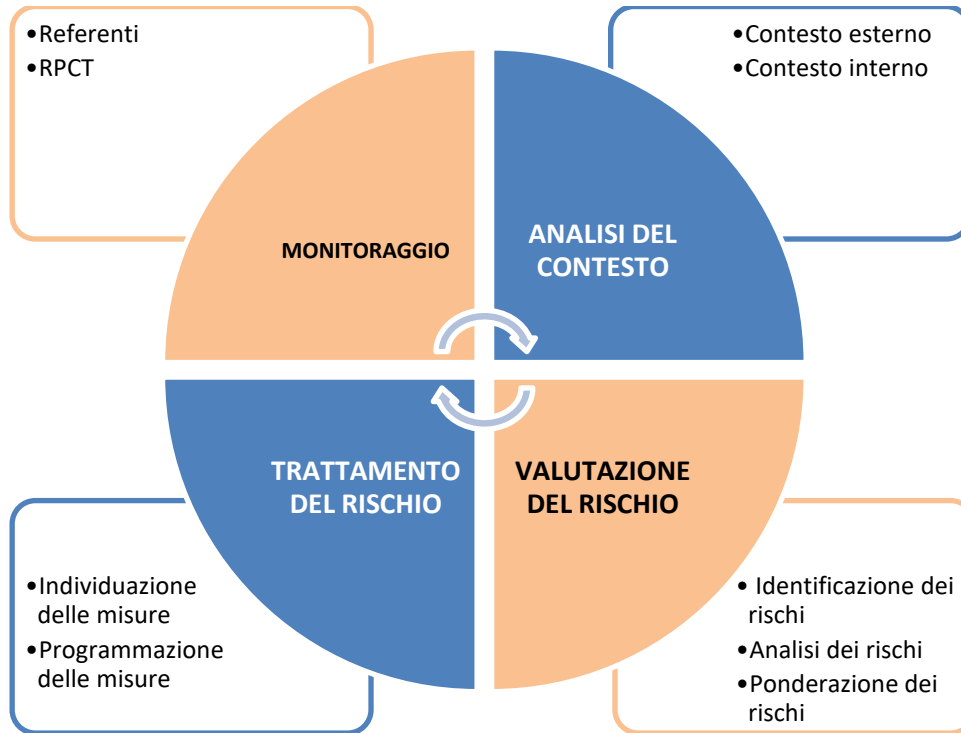 •Referenti
•RPCT
•Contesto esterno
•Contesto interno
MONITORAGGIO
ANALISI DEL
CONTESTO
TRATTAMENTO
DEL RISCHIO
VALUTAZIONE
DEL RISCHIO
•Individuazione
delle misure
•Programmazione
delle misure
• Identificazione dei
rischi
•Analisi dei rischi
•Ponderazione dei
rischi